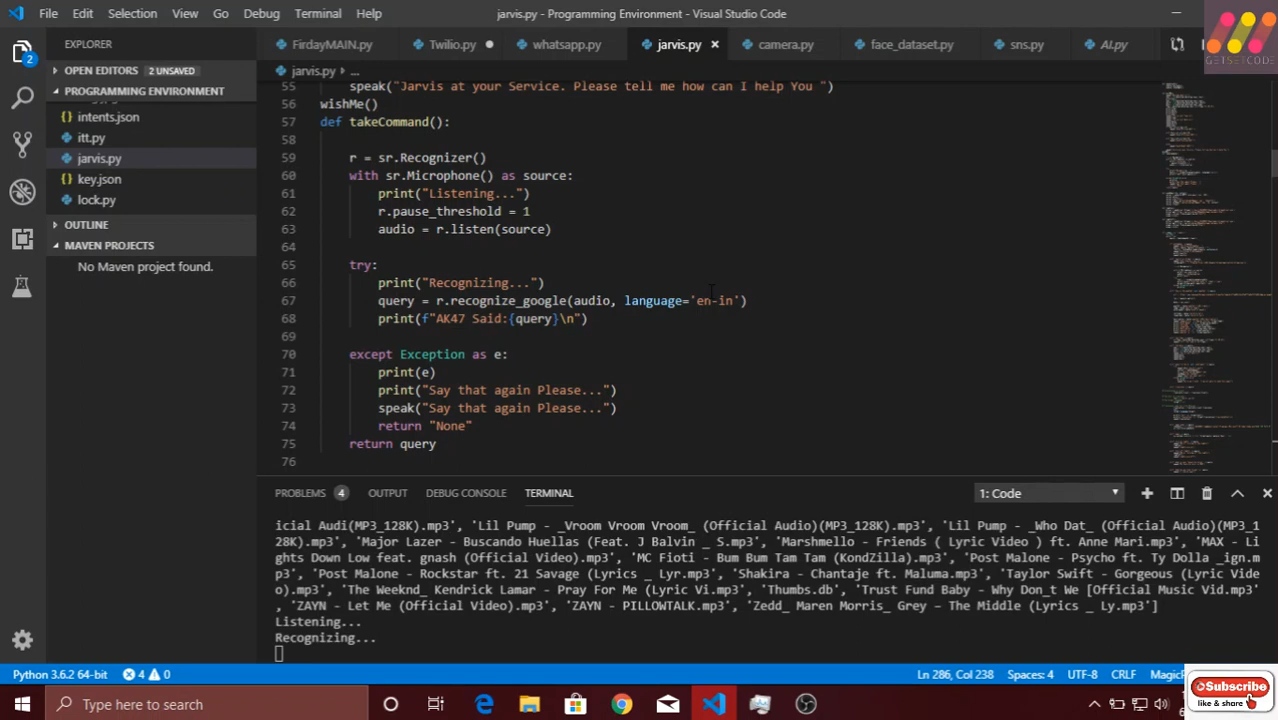 File Edit Selection View Go Debug Terminal Help
jarvis.py - Programming Environment - Visual Studio Code
GETSETCODE
EXPLORER
FirdayMAIN.py
Twilio.py
whatsapp.py
jarvis.py
camera.py
face_dataset.py
sns.py
AI.py
OPEN EDITORS 2 UNSAVED
PROGRAMMING ENVIRONMENT
intents.json
itt.py
jarvis.py
key.json
lock.py
OUTLINE
MAVEN PROJECTS
No Maven project found.
2
jarvis.py › ...
55 speak("Jarvis at your Service. Please tell me how can I help You ")
56 wishMe()
57 def takeCommand():
58
59 r = sr.Recognizer()
60 with sr.Microphone() as source:
61 print("Listening...")
62 r.pause_threshold = 1
63 audio = r.listen(source)
64
65 try:
66 print("Recognizing...")
67 query = r.recognize_google(audio, language='en-in')
68 print(f"AK47 Said:{query}\n")
69
70 except Exception as e:
71 print(e)
72 print("Say that again Please...")
73 speak("Say that again Please...")
74 return "None"
75 return query
76
PROBLEMS 4 OUTPUT DEBUG CONSOLE TERMINAL
1: Code
icial Audi(MP3_128K).mp3', 'Lil Pump - _Vroom Vroom Vroom_ (Official Audio)(MP3_128K).mp3', 'Lil Pump - _Who Dat_ (Official Audio)(MP3_1
28K).mp3', 'Major Lazer - Buscando Huellas (Feat. J Balvin _ S.mp3', 'Marshmello - Friends ( Lyric Video ) ft. Anne Mari.mp3', 'MAX - Li
ghts Down Low feat. gnash (Official Video).mp3', 'MC Fioti - Bum Bum Tam Tam (KondZilla).mp3', 'Post Malone - Psycho ft. Ty Dolla _ign.m
p3', 'Post Malone - Rockstar ft. 21 Savage (Lyrics _ Lyr.mp3', 'Shakira - Chantaje ft. Maluma.mp3', 'Taylor Swift - Gorgeous (Lyric Vide
o).mp3', 'The Weeknd_ Kendrick Lamar - Pray For Me (Lyric Vi.mp3', 'Thumbs.db', 'Trust Fund Baby - Why Don_t We [Official Music Vid.mp3'
, 'ZAYN - Let Me (Official Video).mp3', 'ZAYN - PILLOWTALK.mp3', 'Zedd_ Maren Morris_ Grey - The Middle (Lyrics _ Ly.mp3']
Listening...
Recognizing...
Python 3.6.2 64-bit 4 0
Ln 286, Col 238 Spaces: 4 UTF-8 CRLF
Subscribe
like & share
Type here to search